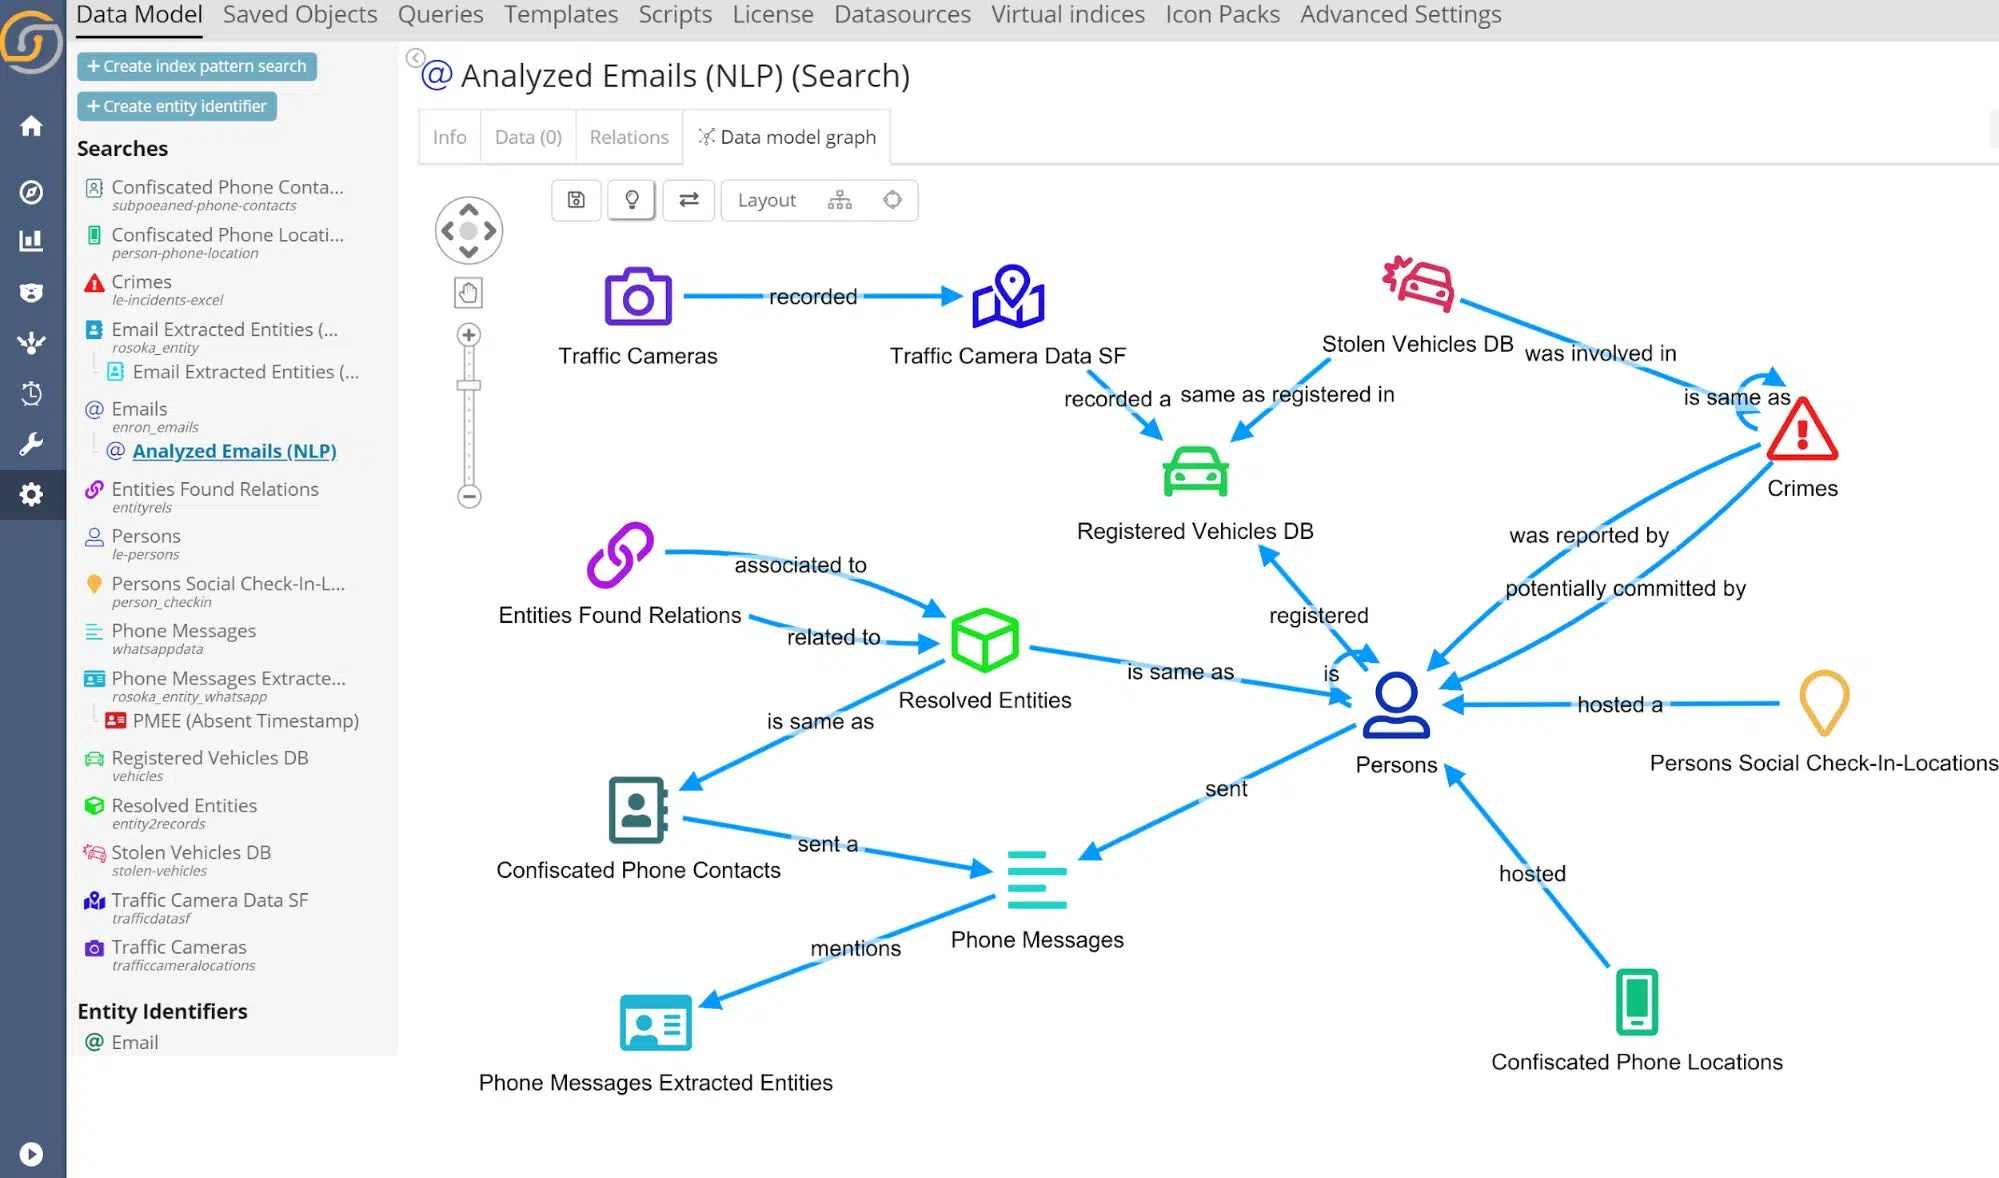 Data Model Saved Objects Queries Templates Scripts License Datasources Virtual indices Icon Packs Advanced Settings
+ Create index pattern search
+ Create entity identifier
Searches
Confiscated Phone Conta...
subpoeaned-phone-contacts
Confiscated Phone Locati...
person-phone-location
Crimes
le-incidents-excel
Email Extracted Entities (...
rosoka_entity
Email Extracted Entities (...
Emails
enron_emails
Analyzed Emails (NLP)
Entities Found Relations
entityrels
Persons
le-persons
Persons Social Check-In-L...
person_checkin
Phone Messages
whatsappdata
Phone Messages Extracte...
rosoka_entity_whatsapp
PMEE (Absent Timestamp)
Registered Vehicles DB
vehicles
Resolved Entities
entity2records
Stolen Vehicles DB
stolen-vehicles
Traffic Camera Data SF
trafficdatasf
Traffic Cameras
trafficcameralocations
Entity Identifiers
Email
Analyzed Emails (NLP) (Search)
Info Data (0) Relations Data model graph
Layout
recorded
Traffic Cameras
Traffic Camera Data SF
Stolen Vehicles DB
was involved in
recorded a
same as registered in
is same as
Crimes
Registered Vehicles DB
was reported by
associated to
potentially committed by
Entities Found Relations
registered
related to
is same as
is
Resolved Entities
hosted a
is same as
Persons
Persons Social Check-In-Locations
sent
sent a
Confiscated Phone Contacts
hosted
Phone Messages
mentions
Confiscated Phone Locations
Phone Messages Extracted Entities